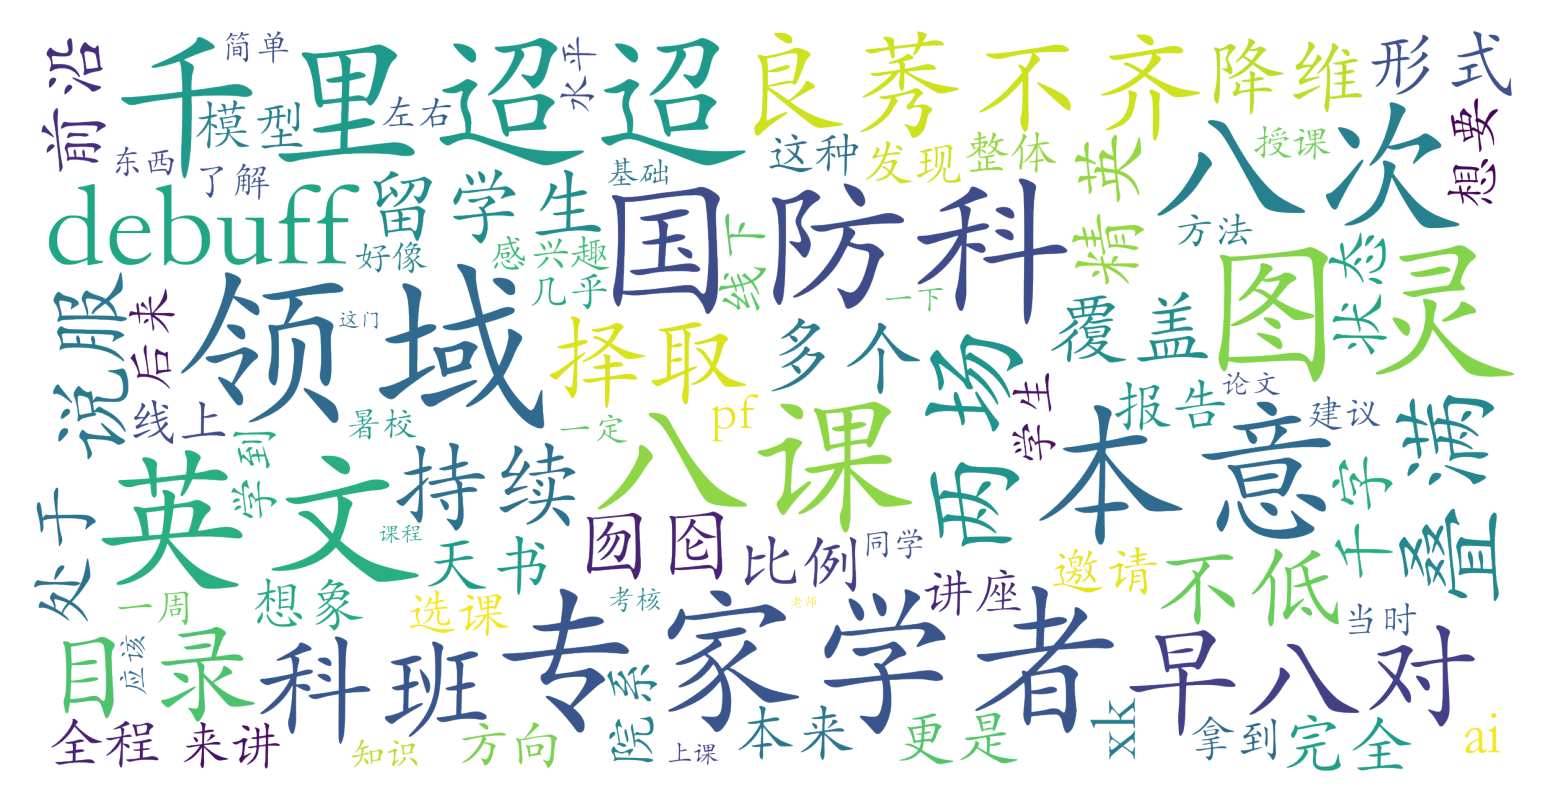 前沿
千里迢迢
简单
水平
良莠不齐
降维
形式
模型
左右
东西
了解
基础
这种
发现
整体
精英
八次
授课
想要
debuff
留学生
国防科
方法
好像
感兴趣
几乎
线下
一下
图灵
状态
说服
后来
领域
这门
择取
多个
两场
覆盖
线上
学到
暑校
一定
pf
八课
学生
报告
论文
建议
本意
叠满
处于
英文
持续
课程
天书
囫囵
比例
同学
千字
一周
想象
选课
考核
老师
讲座
邀请
不低
当时
目录
应该
科班
专家学者
院系
早八对
全程
来讲
知识
方向
上课
本来
更是
xk
拿到
完全
ai